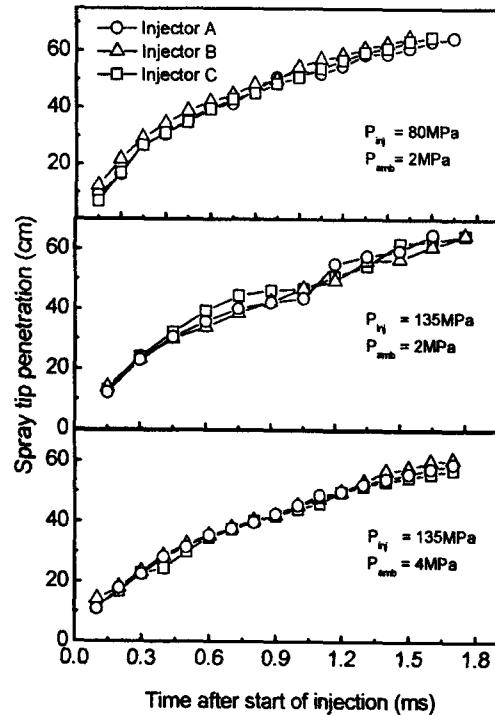 Injector A
Injector B
Injector C
60
40
20
P_inj = 80MPa
P_amb = 2MPa
60
40
20
0
P_inj = 135MPa
P_amb = 2MPa
60
40
20
0
P_inj = 135MPa
P_amb = 4MPa
0.0 0.3 0.6 0.9 1.2 1.5 1.8
Spray tip penetration (cm)
Time after start of injection (ms)